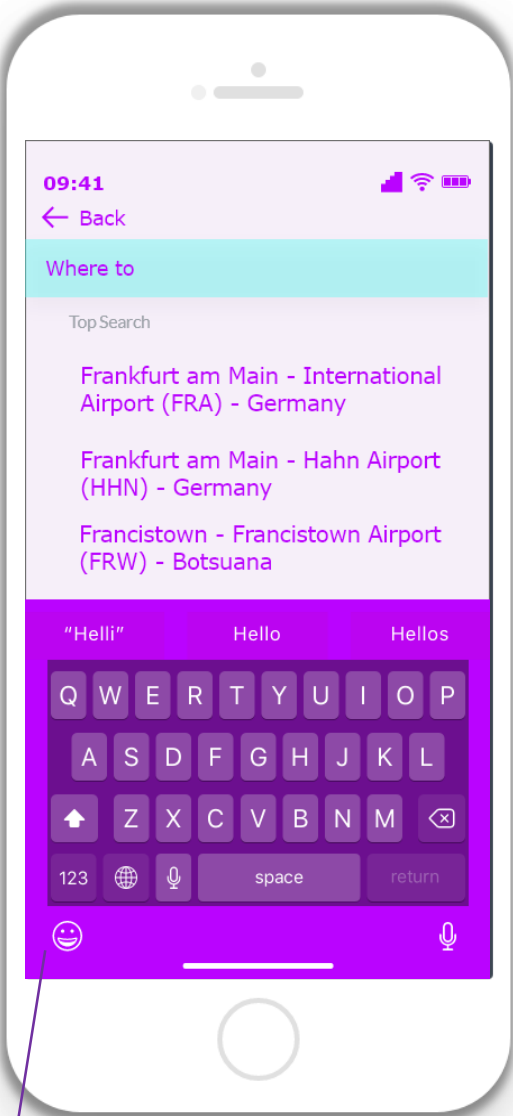 09:41
Back
Where to
Top Search
Frankfurt am Main - International
Airport (FRA) - Germany
Frankfurt am Main - Hahn Airport
(HHN) - Germany
Francistown - Francistown Airport
(FRW) - Botsuana
“Helli” Hello Hellos
Q W E R T Y U I O P
A S D F G H J K L
Z X C V B N M
123 space return